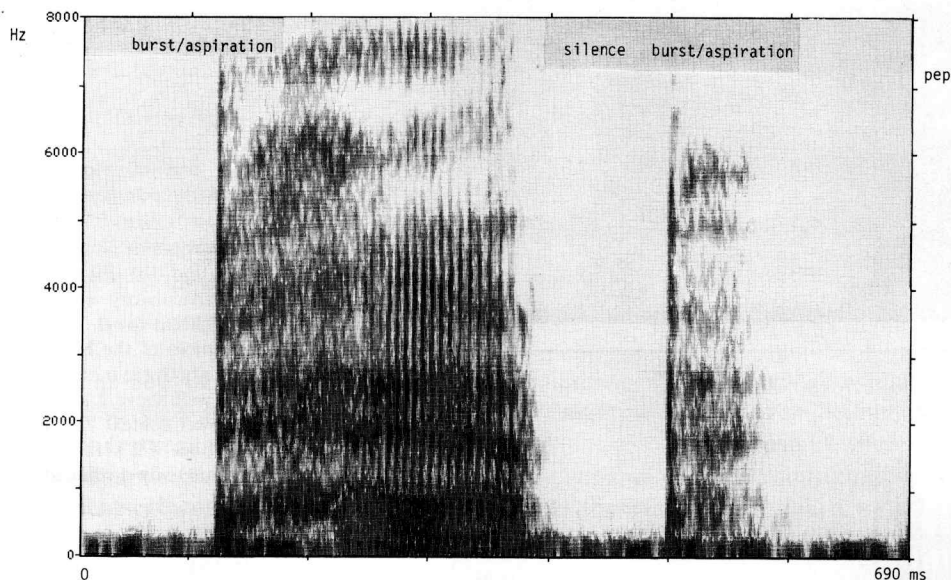 8000
Hz
burst/aspiration
silence
burst/aspiration
pep
6000
4000
2000
0
0
690 ms